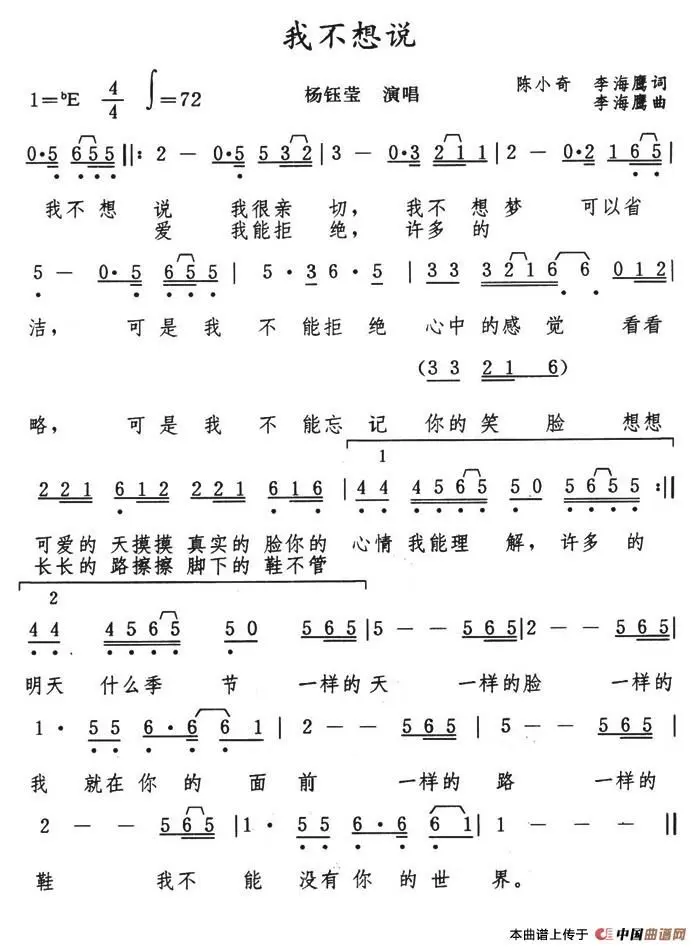 我不想说
1=♭E 4/4 ♩=72 杨钰莹 演唱 陈小奇 李海鹰词
李海鹰曲
0·5 655‖: 2 — 0·5 532 | 3 — 0·3 211 | 2 — 0·2 165 |
我不想 说 我很亲 切， 我不 想梦 可以省
爱 我能拒 绝， 许多 的
5 — 0·5 655 | 5·3 6·5 | 33 3216 6 012 |
洁， 可是我 不 能拒绝 心中 的感 觉 看看
(33 21 6)
略， 可是我 不 能忘记 你的 笑 脸 想想
1
221 612 221 616 | 44 4565 50 5655 :‖
可爱的 天摸摸 真实的 脸你的 心情 我能理 解， 许多 的
长长的 路擦擦 脚下的 鞋不管
2
44 4565 50 565 | 5 — — 565 | 2 — — 565 |
明天 什么季 节 一样的 天 一样的脸 一样的
1· 55 6·6 61 | 2 — — 565 | 5 — — 565 |
我 就在 你 的 面 前 一样的 路 一样的
2 — — 565 | 1· 55 6·6 61 | 1 — — — ‖
鞋 我不 能 没有 你 的 世 界。
本曲谱上传于 中国曲谱网